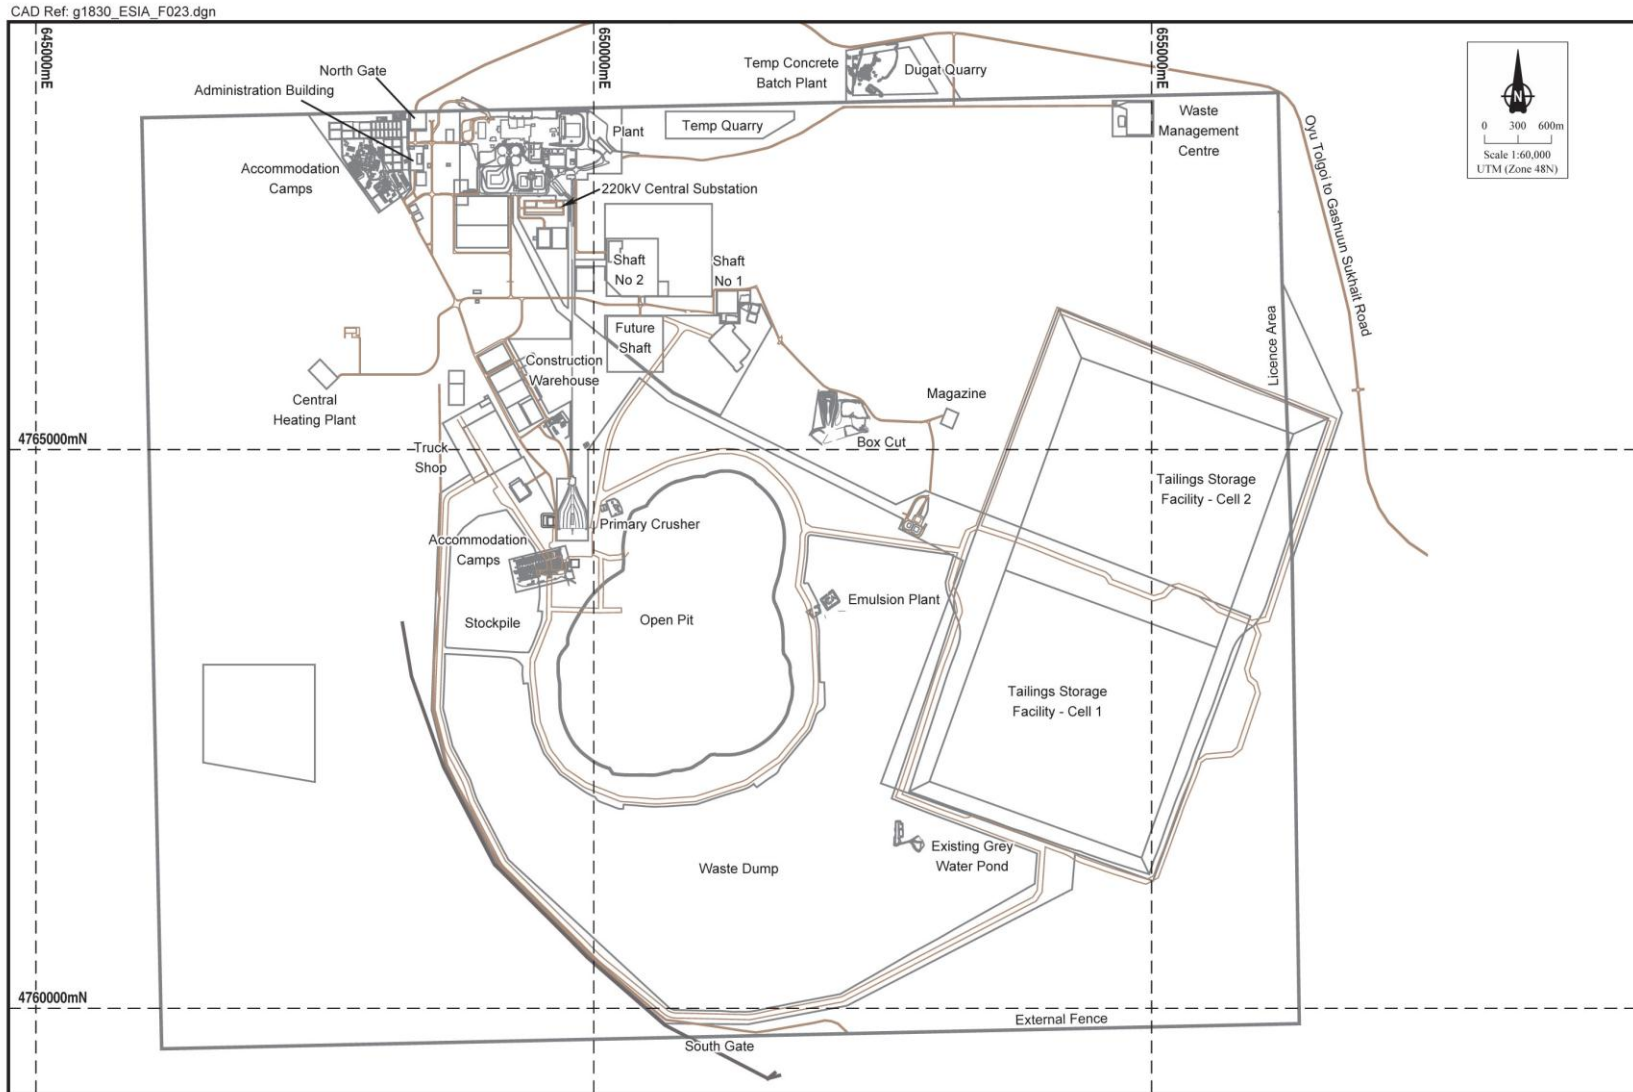 CAD Ref: g1830_ESIA_F023.dgn
645000mE
650000mE
655000mE
North Gate
Administration Building
Accommodation
Camps
Plant
Temp Quarry
Temp Concrete
Batch Plant
Dugat Quarry
Waste
Management
Centre
N
0 300 600m
Scale 1:60,000
UTM (Zone 48N)
Oyu Tolgoi to Gashuun Sukhait Road
220kV Central Substation
Shaft
No 2
Shaft
No 1
Licence Area
Future
Shaft
Construction
Warehouse
Central
Heating Plant
Magazine
Box Cut
4765000mN
Truck
Shop
Tailings Storage
Facility - Cell 2
Primary Crusher
Accommodation
Camps
Emulsion Plant
Stockpile
Open Pit
Tailings Storage
Facility - Cell 1
Existing Grey
Water Pond
Waste Dump
4760000mN
External Fence
South Gate